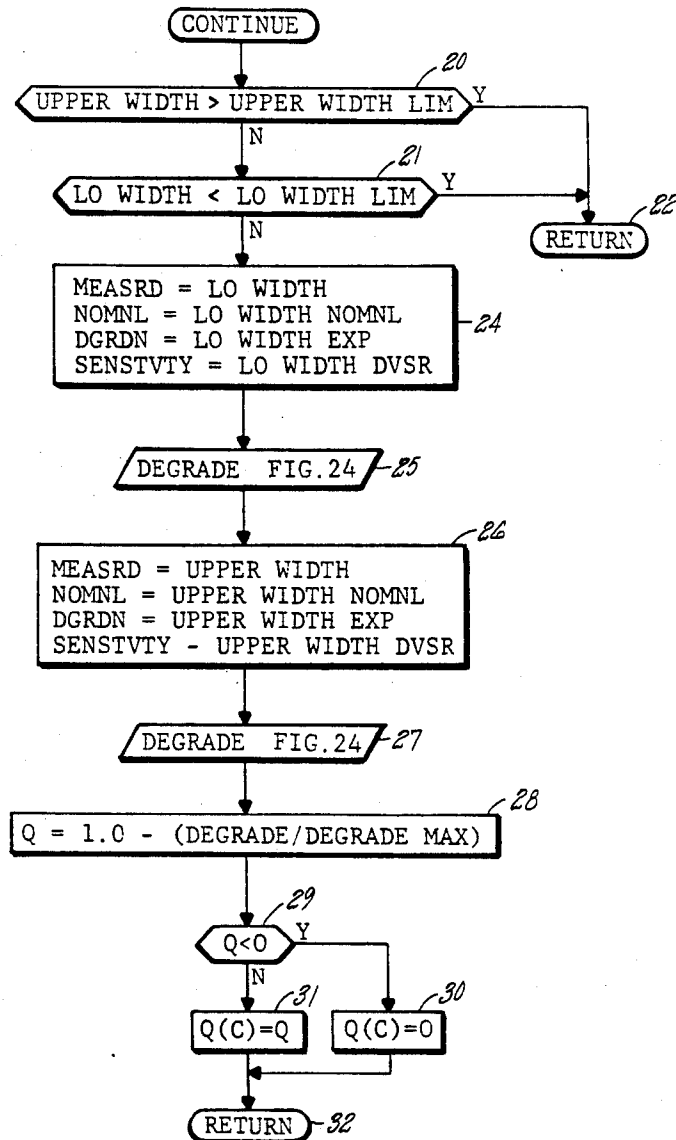 CONTINUE
20
UPPER WIDTH > UPPER WIDTH LIM
Y
N
21
LO WIDTH < LO WIDTH LIM
Y
N
22
RETURN
MEASRD = LO WIDTH
NOMNL = LO WIDTH NOMNL
DGRDN = LO WIDTH EXP
SENSTVTY = LO WIDTH DVSR
24
DEGRADE FIG.24
25
26
MEASRD = UPPER WIDTH
NOMNL = UPPER WIDTH NOMNL
DGRDN = UPPER WIDTH EXP
SENSTVTY - UPPER WIDTH DVSR
DEGRADE FIG.24
27
28
Q = 1.0 - (DEGRADE/DEGRADE MAX)
29
Q<O
Y
N
31
Q(C)=Q
30
Q(C)=O
RETURN
32